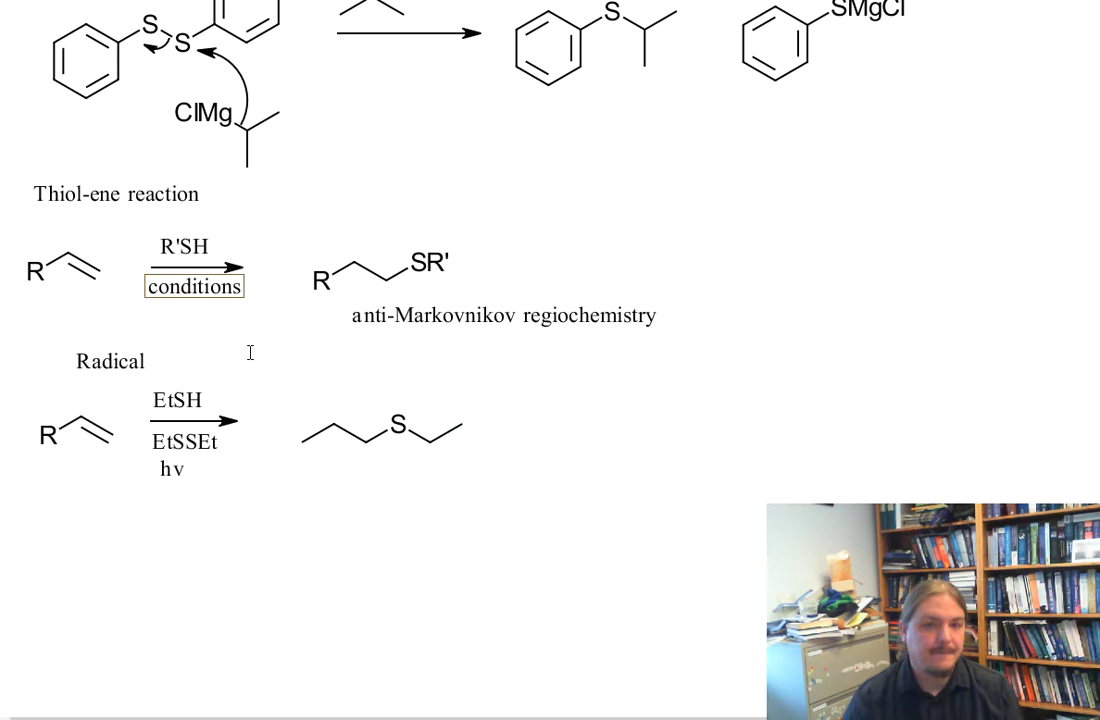 S
S
S
SMgCl
ClMg
Thiol-ene reaction
R'SH
R
conditions
R
SR'
anti-Markovnikov regiochemistry
Radical
EtSH
R
EtSSEt
S
hv